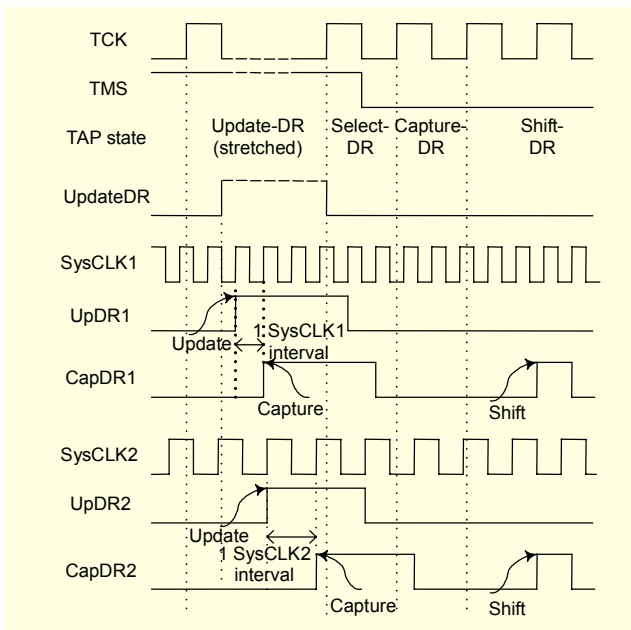 TCK
TMS
TAP state
Update-DR
(stretched)
Select-
DR
Capture-
DR
Shift-
DR
UpdateDR
SysCLK1
UpDR1
Update
1 SysCLK1
interval
CapDR1
Capture
Shift
SysCLK2
UpDR2
Update
1 SysCLK2
interval
CapDR2
Capture
Shift